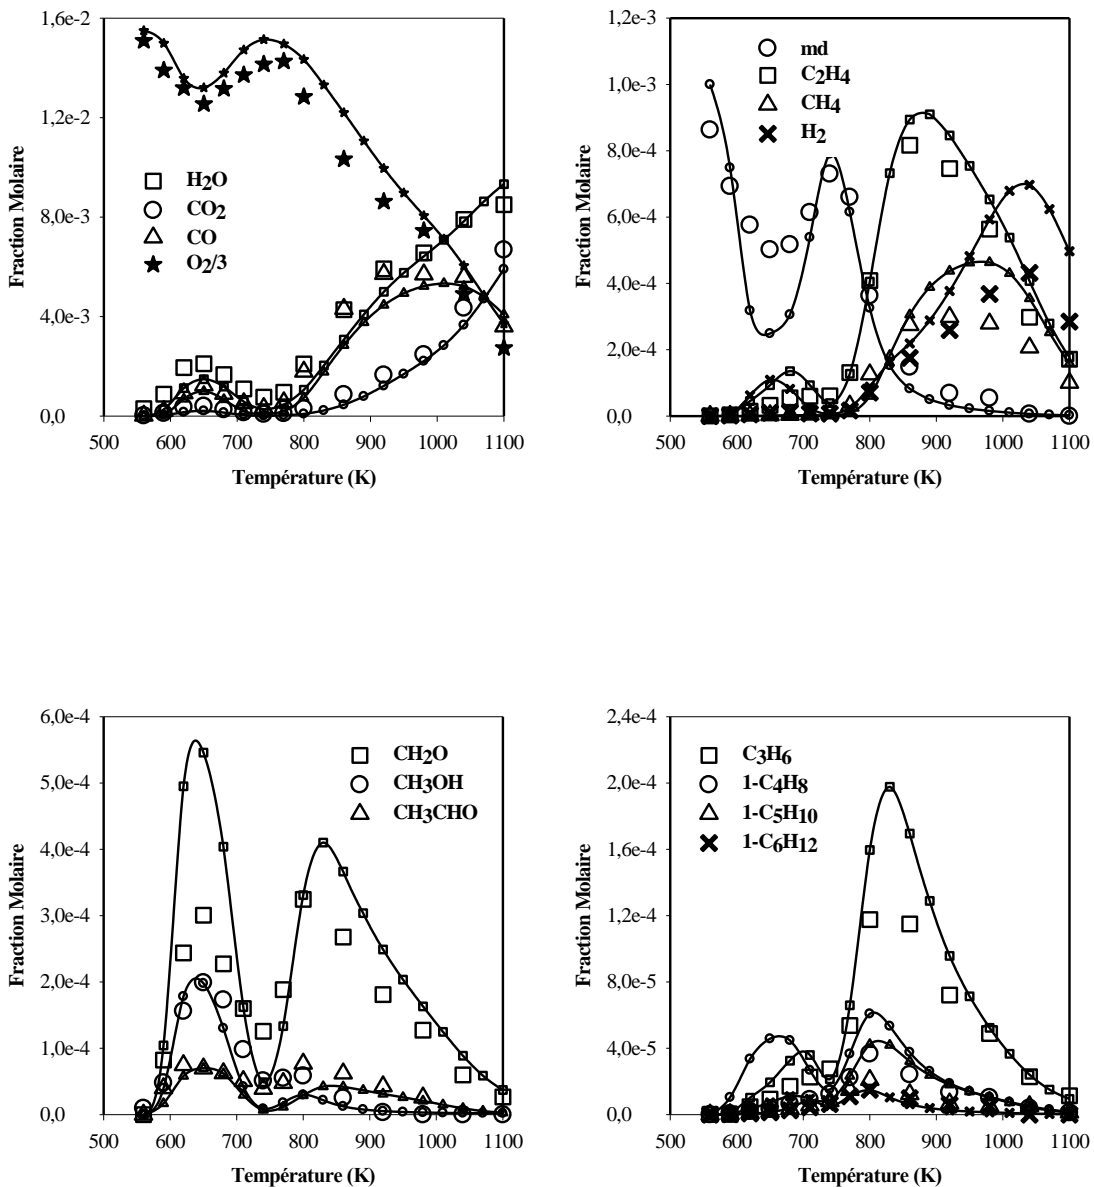 1,6e-2
1,2e-2
8,0e-3
4,0e-3
0,0
Fraction Molaire
H2O
CO2
CO
O2/3
500 600 700 800 900 1000 1100
Température (K)
1,2e-3
1,0e-3
8,0e-4
6,0e-4
4,0e-4
2,0e-4
0,0
Fraction Molaire
md
C2H4
CH4
H2
500 600 700 800 900 1000 1100
Température (K)
6,0e-4
5,0e-4
4,0e-4
3,0e-4
2,0e-4
1,0e-4
0,0
Fraction Molaire
CH2O
CH3OH
CH3CHO
500 600 700 800 900 1000 1100
Température (K)
2,4e-4
2,0e-4
1,6e-4
1,2e-4
8,0e-5
4,0e-5
0,0
Fraction Molaire
C3H6
1-C4H8
1-C5H10
1-C6H12
500 600 700 800 900 1000 1100
Température (K)